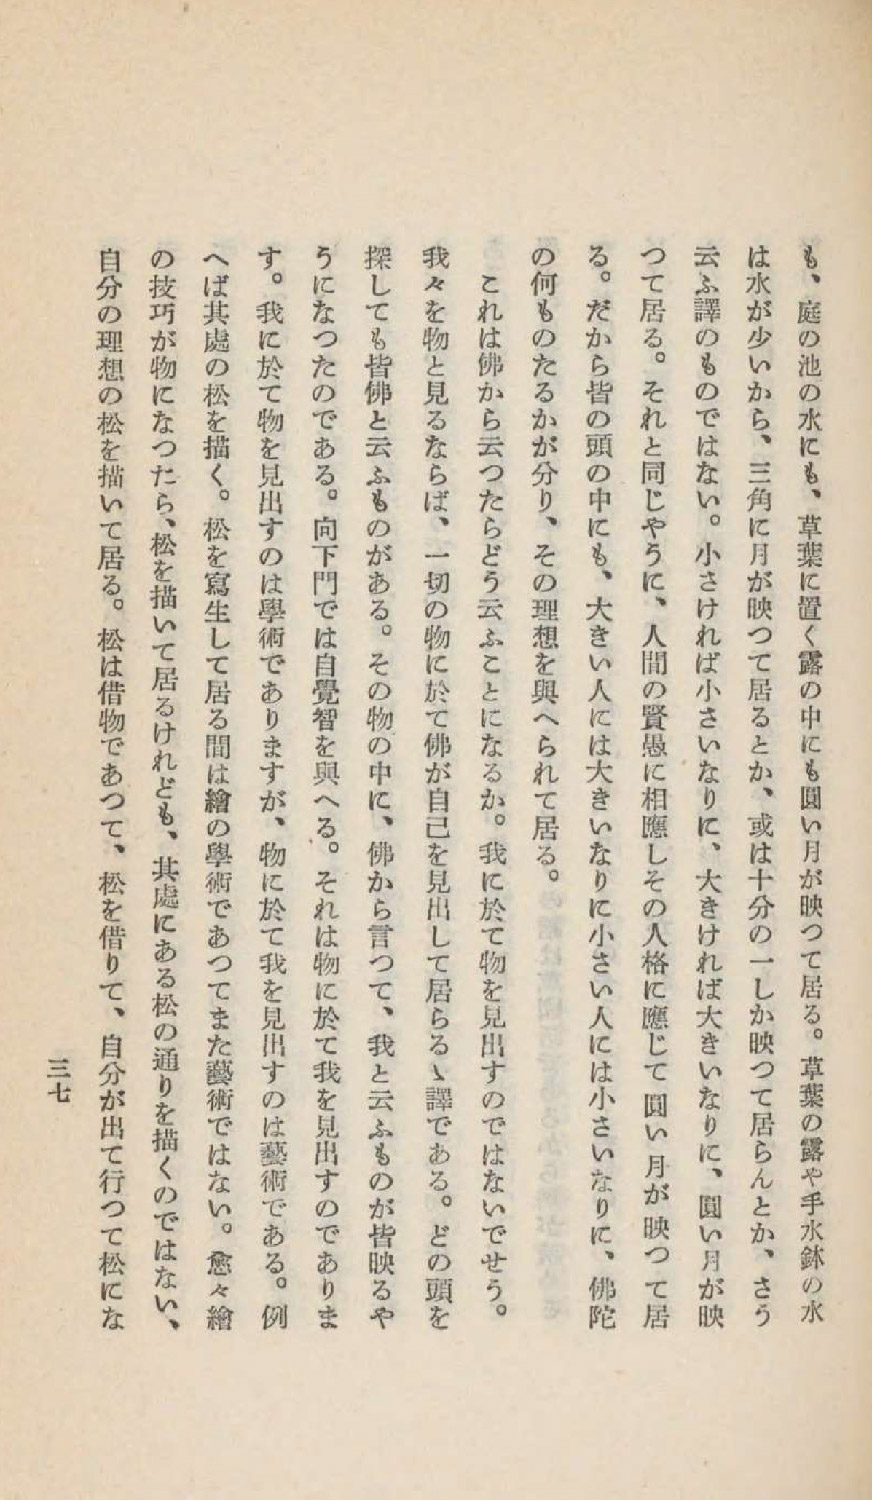 も、庭の池の水にも、草葉に置く露の中にも圓い月が映つて居る。草葉の露や手水鉢の水
は水が少いから、三角に月が映つて居るとか、或は十分の一しか映つて居らんとか、さう
云ふ譯のものではない。小さければ小さいなりに、大きければ大きいなりに、圓い月が映
つて居る。それと同じやうに、人間の賢愚に相應しその人格に應じて圓い月が映つて居
る。だから皆の頭の中にも、大きい人には大きいなりに小さい人には小さいなりに、佛陀
の何ものたるかが分り、その理想を與へられて居る。
これは佛から云つたらどう云ふことになるか。我に於て物を見出すのではないでせう。
我々を物と見るならば、一切の物に於て佛が自己を見出して居らるゝ譯である。どの頭を
探しても皆佛と云ふものがある。その物の中に、佛から言つて、我と云ふものが皆映るや
うになつたのである。向下門では自覺智を與へる。それは物に於て我を見出すのでありま
す。我に於て物を見出すのは學術でありますが、物に於て我を見出すのは藝術である。例
へば其處の松を描く。松を寫生して居る間は繪の學術であつてまた藝術ではない。愈々繪
の技巧が物になつたら、松を描いて居るけれども、其處にある松の通りを描くのではない、
自分の理想の松を描いて居る。松は借物であつて、松を借りて、自分が出て行つて松にな
三七